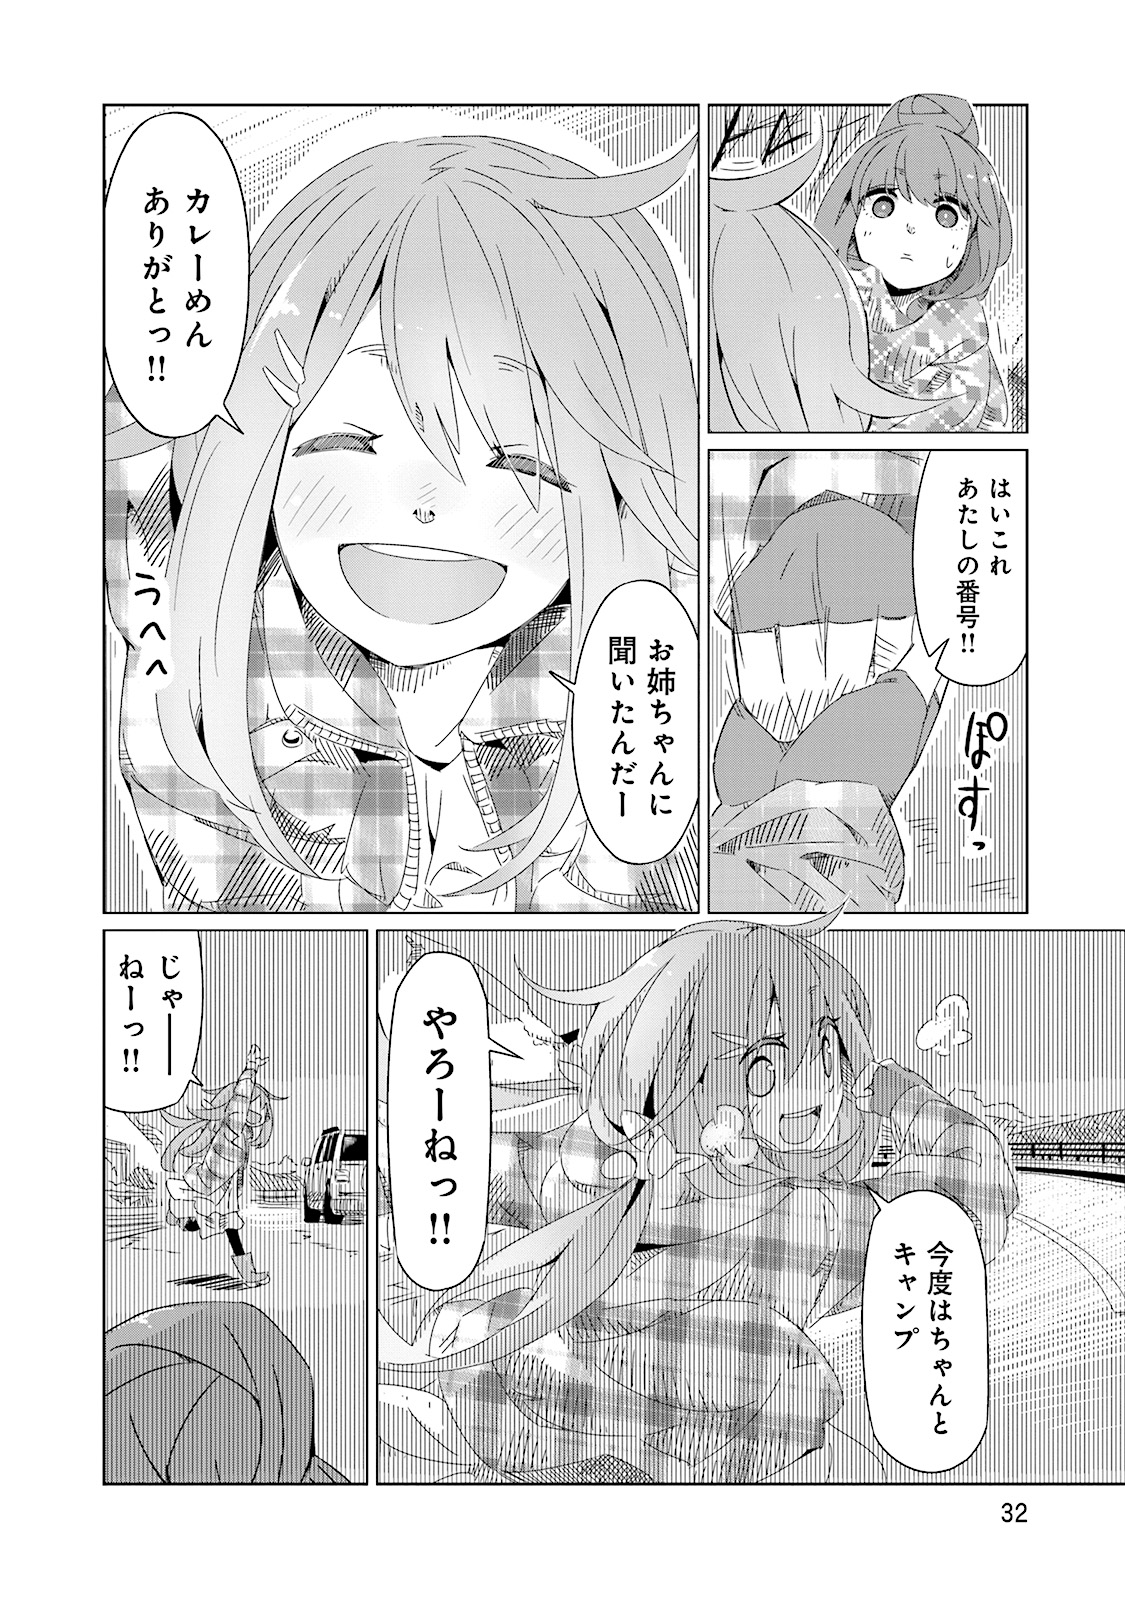 はいこれ
あたしの番号!!
ぽすっ
お姉ちゃんに
聞いたんだー
カレーめん
ありがとっ!!
うへへ
今度はちゃんと
キャンプ
やろーねっ!!
じゃー
ねーっ!!
32